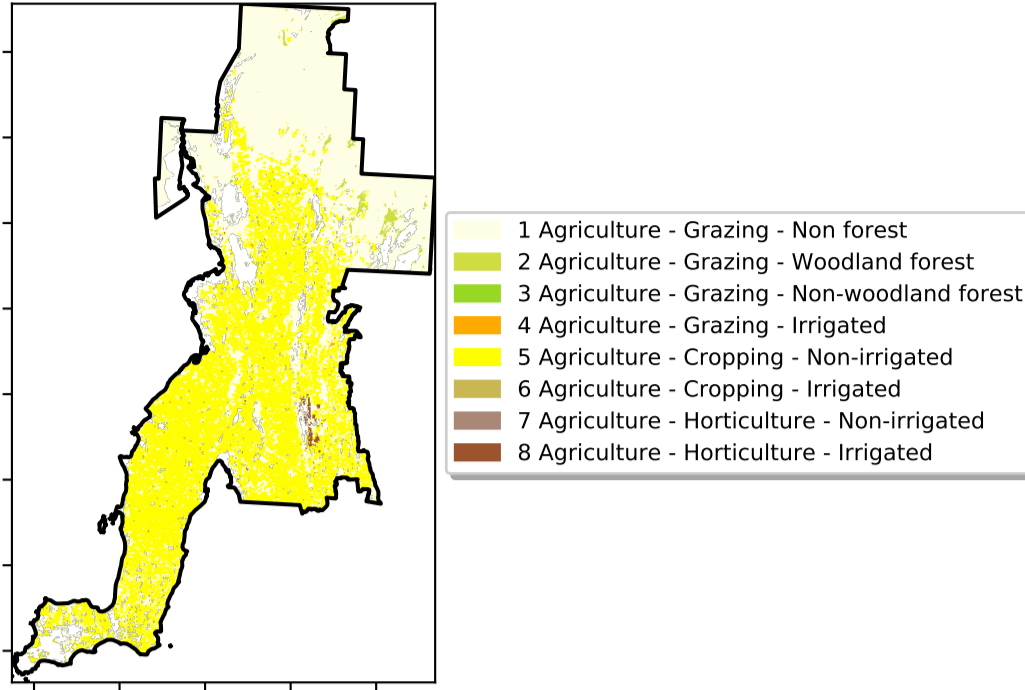 1 Agriculture - Grazing - Non forest
2 Agriculture - Grazing - Woodland forest
3 Agriculture - Grazing - Non-woodland forest
4 Agriculture - Grazing - Irrigated
5 Agriculture - Cropping - Non-irrigated
6 Agriculture - Cropping - Irrigated
7 Agriculture - Horticulture - Non-irrigated
8 Agriculture - Horticulture - Irrigated